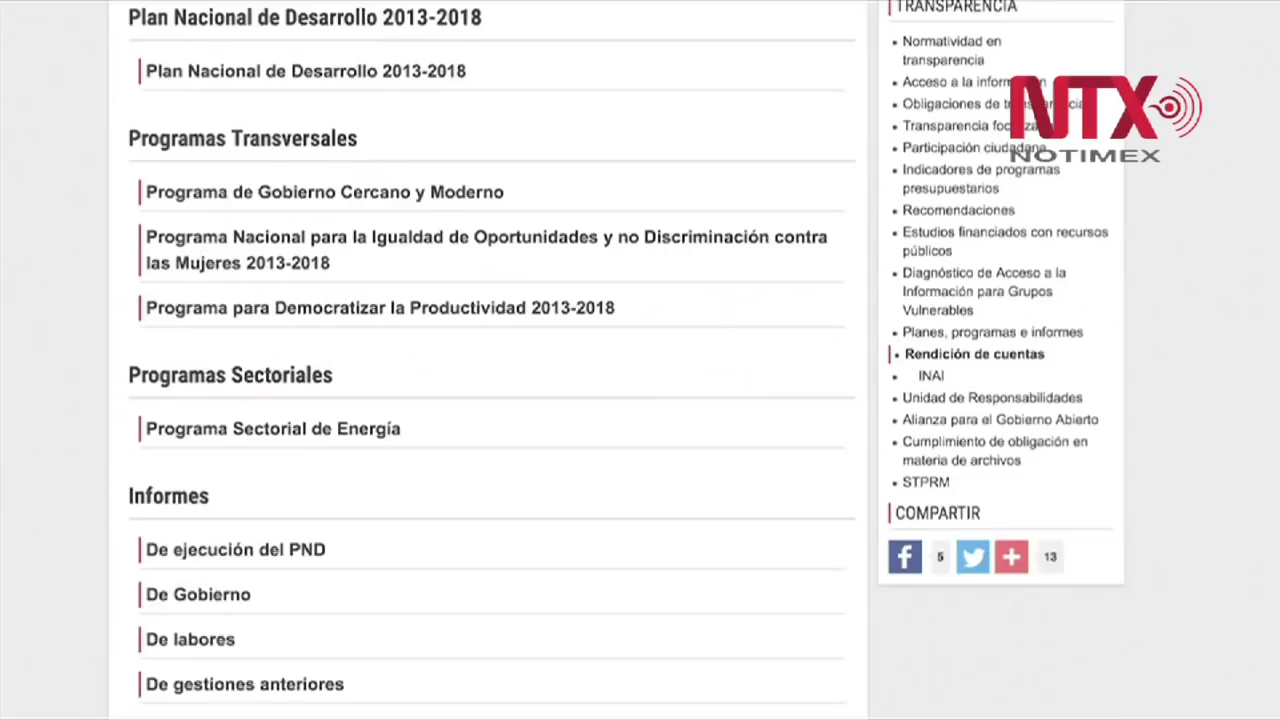 Plan Nacional de Desarrollo 2013-2018
Plan Nacional de Desarrollo 2013-2018
Programas Transversales
Programa de Gobierno Cercano y Moderno
Programa Nacional para la Igualdad de Oportunidades y no Discriminación contra
las Mujeres 2013-2018
Programa para Democratizar la Productividad 2013-2018
Programas Sectoriales
Programa Sectorial de Energía
Informes
De ejecución del PND
De Gobierno
De labores
De gestiones anteriores
TRANSPARENCIA
Normatividad en
transparencia
Acceso a la información
Obligaciones de transparencia
Transparencia focalizada
Participación ciudadana
Indicadores de programas
presupuestarios
Recomendaciones
Estudios financiados con recursos
públicos
Diagnóstico de Acceso a la
Información para Grupos
Vulnerables
Planes, programas e informes
Rendición de cuentas
INAI
Unidad de Responsabilidades
Alianza para el Gobierno Abierto
Cumplimiento de obligación en
materia de archivos
STPRM
COMPARTIR
5
13
NTX
NOTIMEX